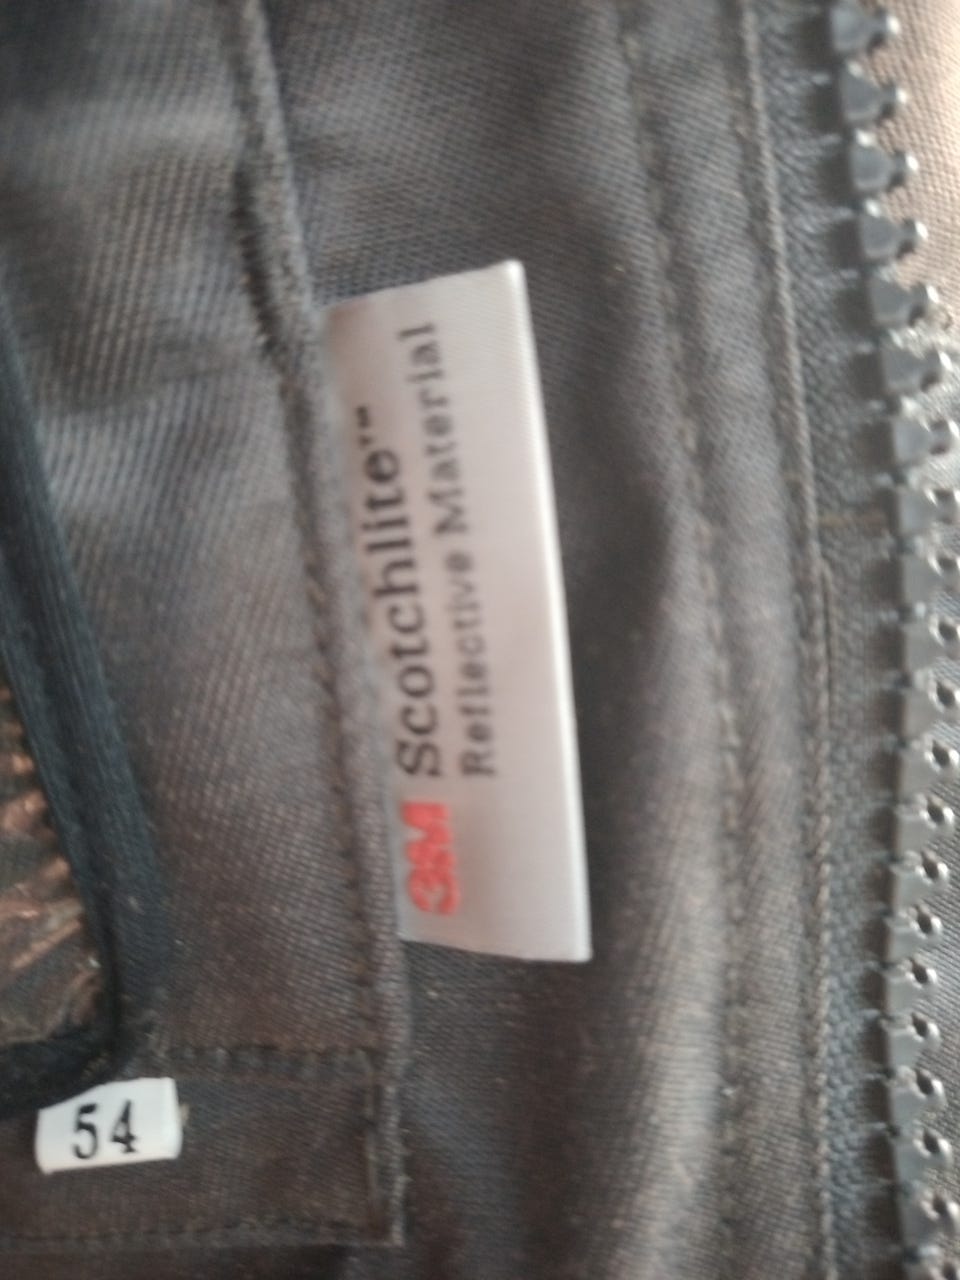 3M Scotchlite™
Reflective Material
54